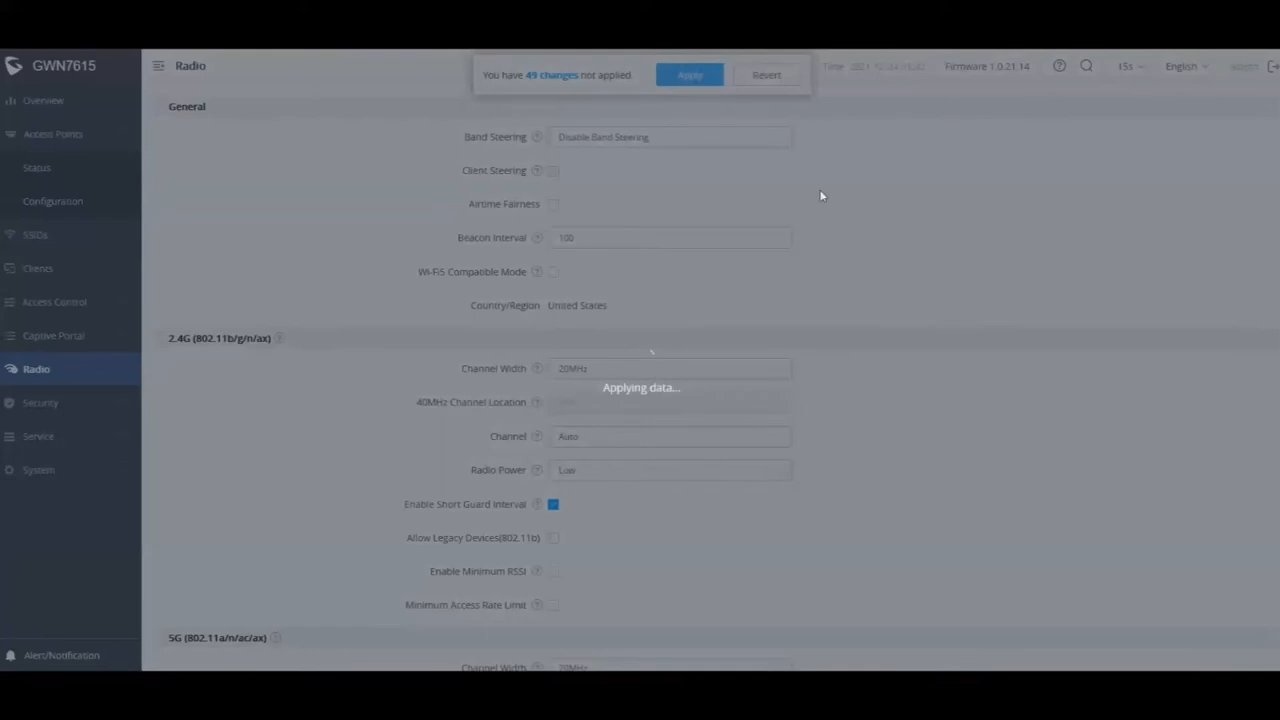 GWN7615
Radio
You have 49 changes not applied.
Apply
Revert
Time
Firmware 1.0.21.14
15s
English
Overview
Access Points
Status
Configuration
SSIDs
Clients
Access Control
Captive Portal
Radio
Security
Service
System
Alert/Notification
General
Band Steering Disable Band Steering
Client Steering
Airtime Fairness
Beacon Interval 100
Wi-Fi5 Compatible Mode
Country/Region United States
2.4G (802.11b/g/n/ax)
Channel Width 20MHz
Applying data...
40MHz Channel Location
Channel Auto
Radio Power Low
Enable Short Guard Interval
Allow Legacy Devices(802.11b)
Enable Minimum RSSI
Minimum Access Rate Limit
5G (802.11a/n/ac/ax)
Channel Width 20MHz